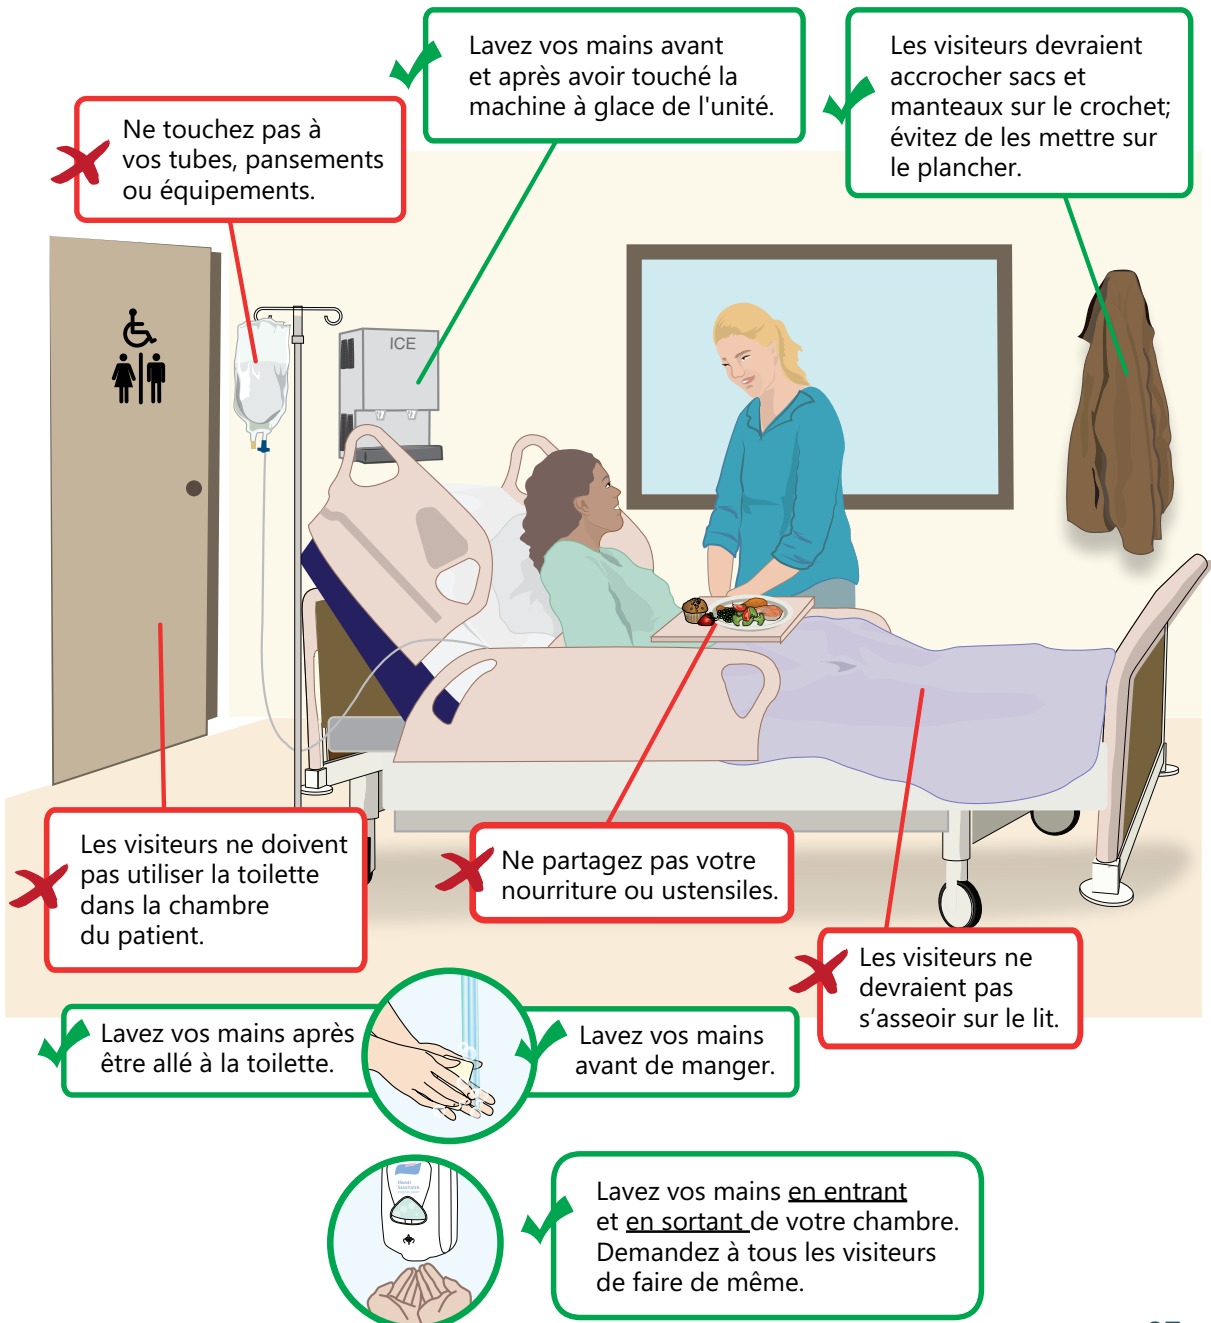 Lavez vos mains avant
et après avoir touché la
machine à glace de l'unité.
Les visiteurs devraient
accrocher sacs et
manteaux sur le crochet;
évitez de les mettre sur
le plancher.
Ne touchez pas à
vos tubes, pansements
ou équipements.
ICE
Les visiteurs ne doivent
pas utiliser la toilette
dans la chambre
du patient.
Ne partagez pas votre
nourriture ou ustensiles.
Les visiteurs ne
devraient pas
s‘asseoir sur le lit.
Lavez vos mains après
être allé à la toilette.
Lavez vos mains
avant de manger.
Lavez vos mains en entrant
et en sortant de votre chambre.
Demandez à tous les visiteurs
de faire de même.